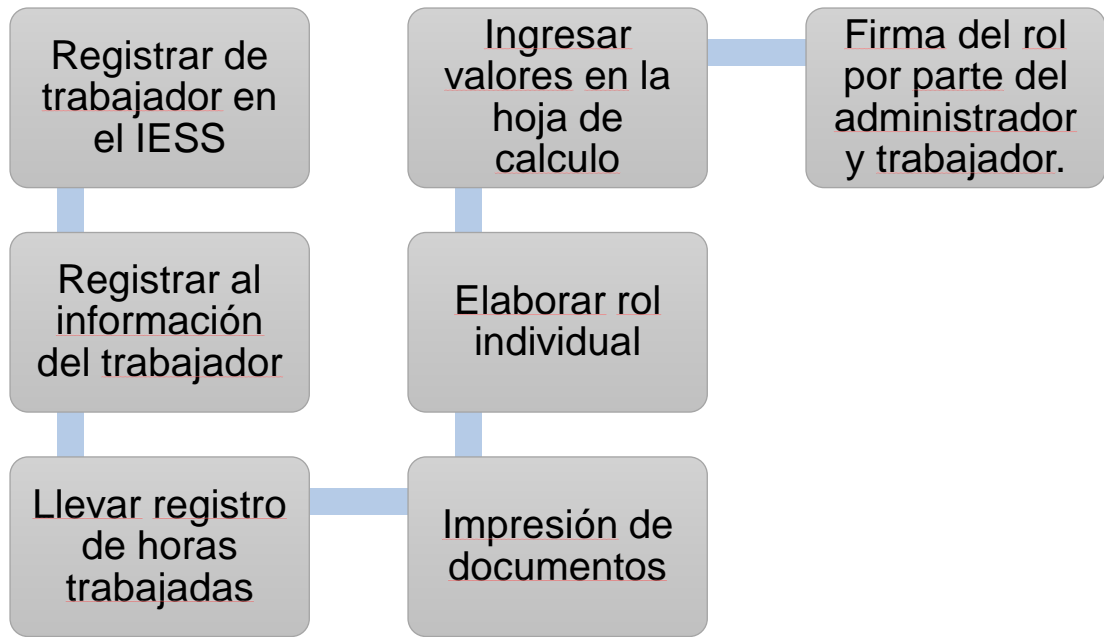 Registrar de
trabajador en
el IESS
Registrar al
información
del trabajador
Llevar registro
de horas
trabajadas
Impresión de
documentos
Elaborar rol
individual
Ingresar
valores en la
hoja de
calculo
Firma del rol
por parte del
administrador
y trabajador.